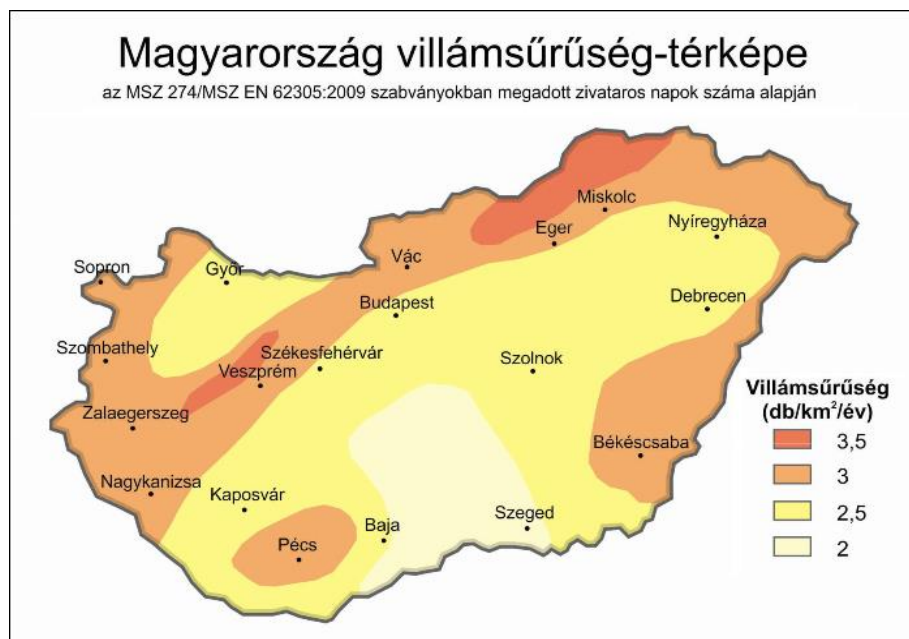 Magyarország villámsűrűség-térképe
az MSZ 274/MSZ EN 62305:2009 szabványokban megadott zivataros napok száma alapján
Miskolc
Eger
Nyíregyháza
Vác
Sopron
Győr
Budapest
Debrecen
Szombathely
Székesfehérvár
Veszprém
Szolnok
Zalaegerszeg
Békéscsaba
Nagykanizsa
Kaposvár
Baja
Szeged
Pécs
Villámsűrűség
(db/km²/év)
3,5
3
2,5
2